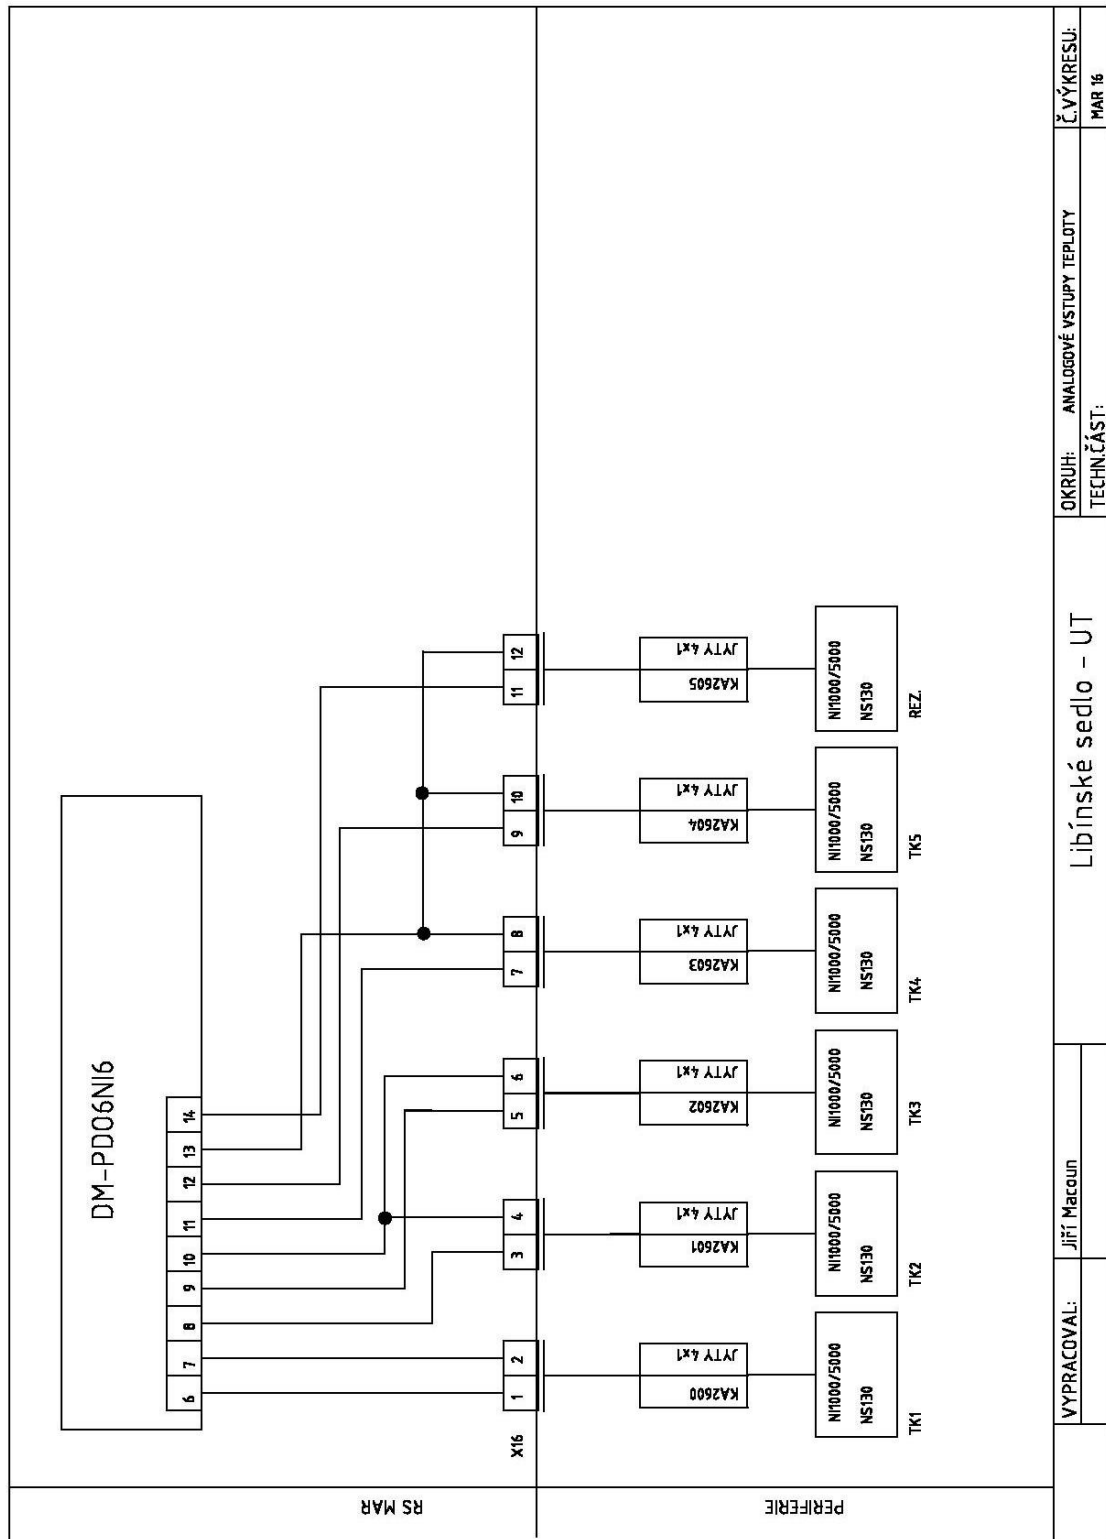 RS MAR
DM-PD06NI6
6 7 8 9 10 11 12 13 14
X16
1 2 3 4 5 6 7 8 9 10 11 12
PERIFERIE
KA2600
JYTY 4x1
KA2601
JYTY 4x1
KA2602
JYTY 4x1
KA2603
JYTY 4x1
KA2604
JYTY 4x1
KA2605
JYTY 4x1
NI1000/5000
NS130
TK1
NI1000/5000
NS130
TK2
NI1000/5000
NS130
TK3
NI1000/5000
NS130
TK4
NI1000/5000
NS130
TK5
NI1000/5000
NS130
REZ.
VYPRACOVAL:
Jiří Macoun
Libínské sedlo - UT
OKRUH: ANALOGOVÉ VSTUPY TEPLOTY
TECHN.ČÁST:
Č.VÝKRESU:
MAR 16